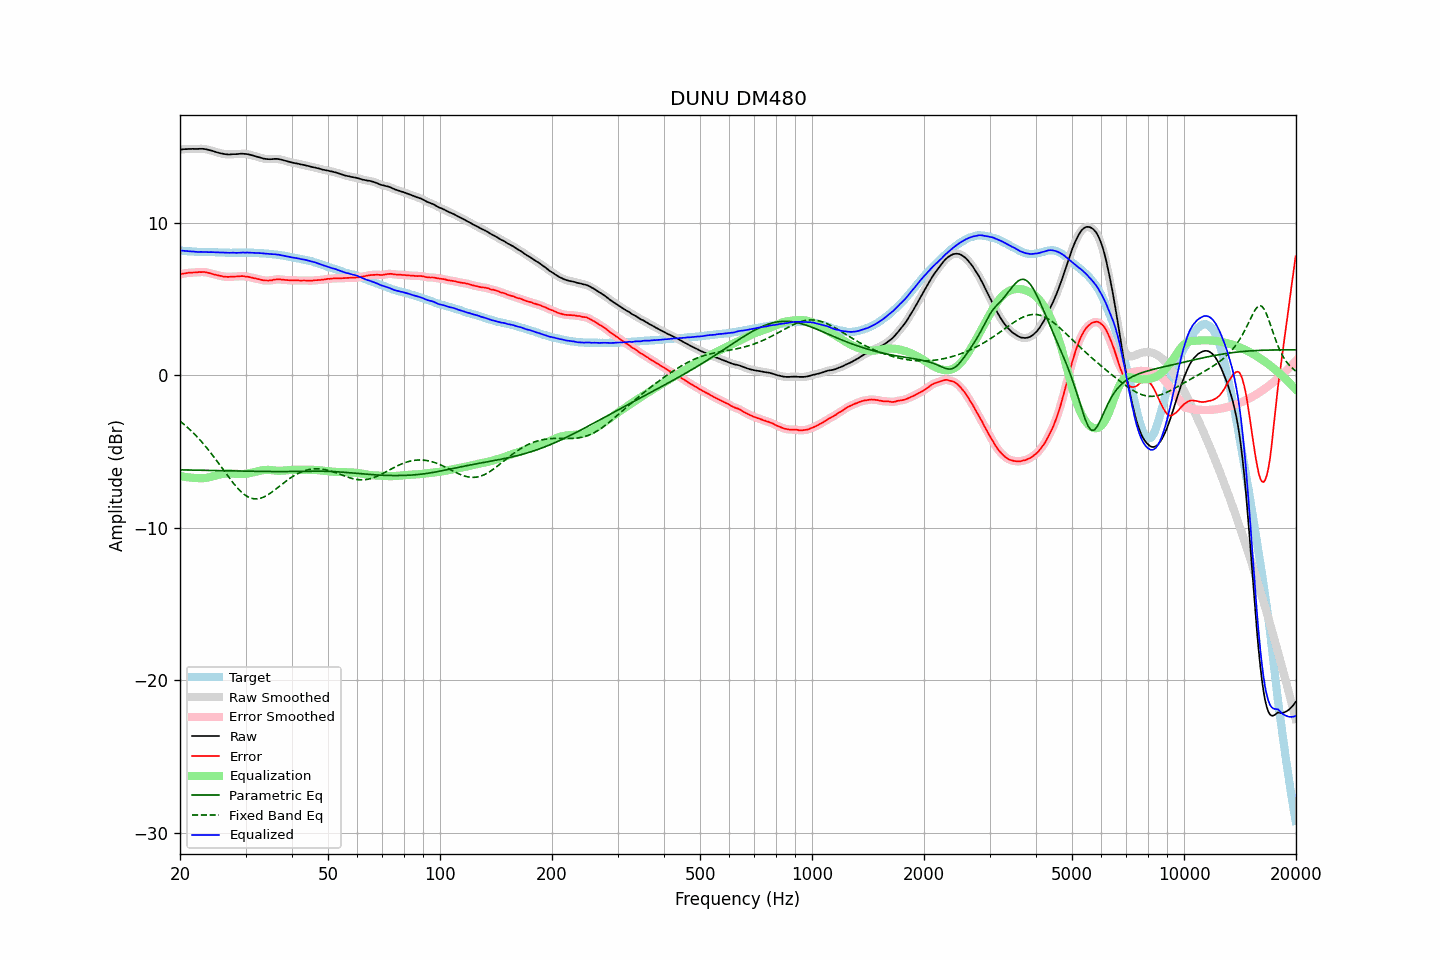 DUNU DM480
Amplitude (dBr)
10
0
−10
−20
−30
Target
Raw Smoothed
Error Smoothed
Raw
Error
Equalization
Parametric Eq
Fixed Band Eq
Equalized
20 50 100 200 500 1000 2000 5000 10000 20000
Frequency (Hz)